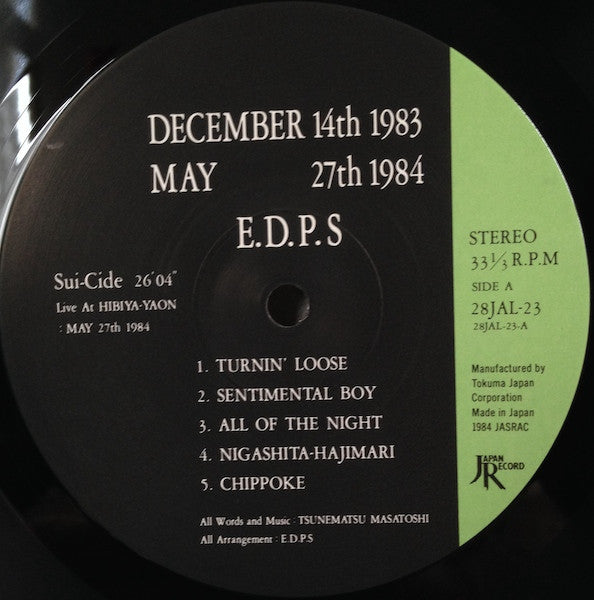 DECEMBER 14th 1983
MAY 27th 1984
E.D.P.S
Sui-Cide 26'04"
Live At HIBIYA-YAON
: MAY 27th 1984
1. TURNIN' LOOSE
2. SENTIMENTAL BOY
3. ALL OF THE NIGHT
4. NIGASHITA-HAJIMARI
5. CHIPPOKE
All Words and Music : TSUNEMATSU MASATOSHI
All Arrangement : E.D.P.S
STEREO
33 1/3 R.P.M
SIDE A
28JAL-23
28JAL-23-A
Manufactured by
Tokuma Japan
Corporation
Made in Japan
1984 JASRAC
JAPAN
RECORD